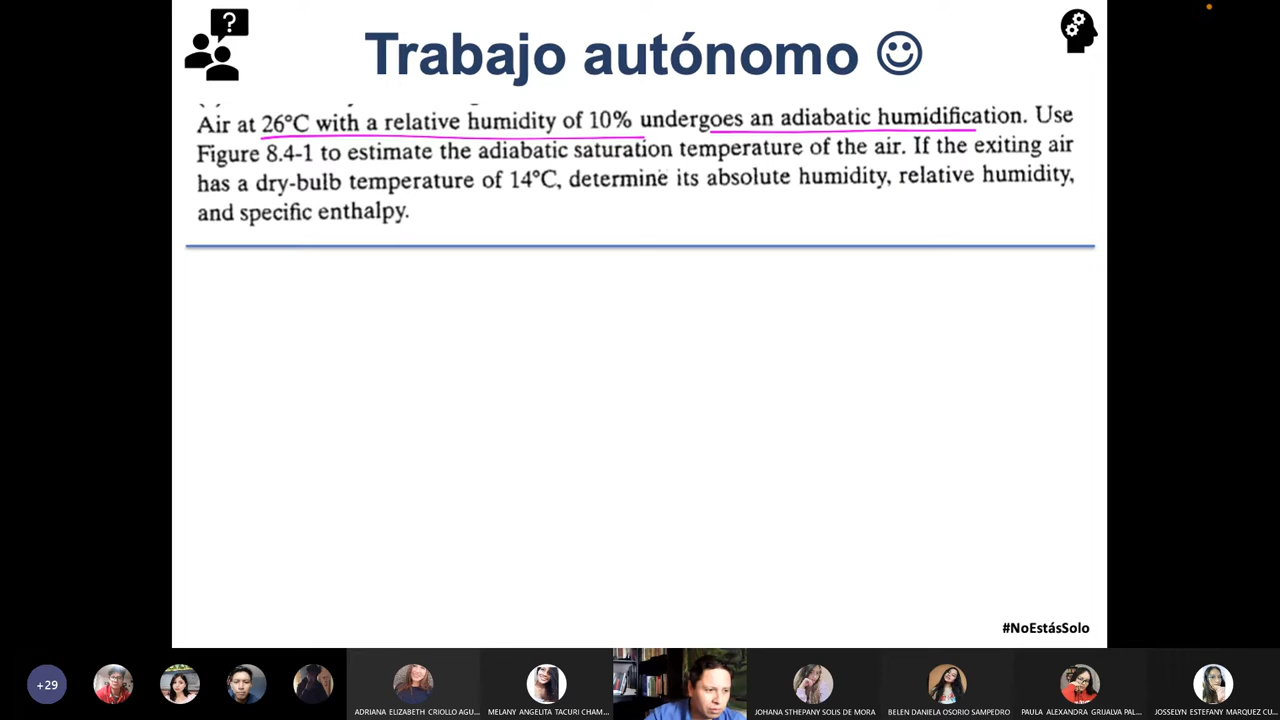 ?
Trabajo autónomo ☺
Air at 26°C with a relative humidity of 10% undergoes an adiabatic humidification. Use
Figure 8.4-1 to estimate the adiabatic saturation temperature of the air. If the exiting air
has a dry-bulb temperature of 14°C, determine its absolute humidity, relative humidity,
and specific enthalpy.
#NoEstásSolo
+29
ADRIANA ELIZABETH CRIOLLO AGU...
MELANY ANGELITA TACURI CHAM...
JOHANA STHEPANY SOLIS DE MORA
BELEN DANIELA OSORIO SAMPEDRO
PAULA ALEXANDRA GRIJALVA PAL...
JOSSELYN ESTEFANY MARQUEZ CU...